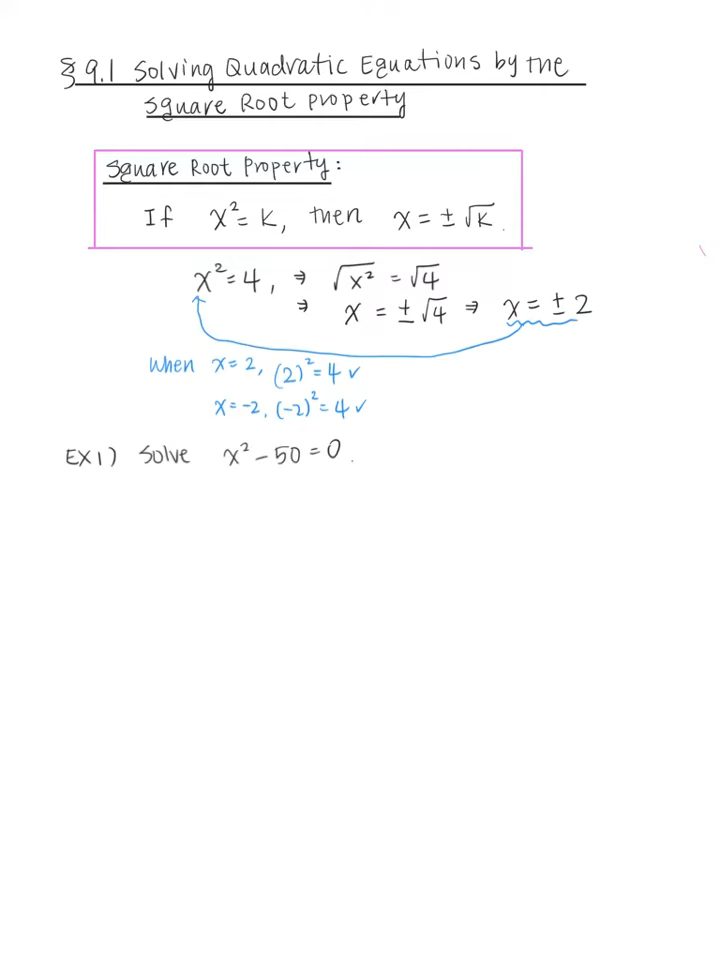 § 9.1 Solving Quadratic Equations by the
Square Root Property
Square Root Property:
If x² = K, then x = ± √K.
x² = 4, ⇒ √x² = √4
⇒ x = ± √4 ⇒ x = ± 2
When x = 2, (2)² = 4 ✓
x = -2, (-2)² = 4 ✓
EX1) Solve x² - 50 = 0.